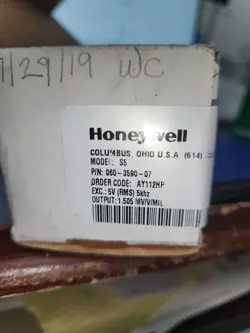 7/29/19 WC
Honeywell
COLUMBUS, OHIO U.S.A. (614)
MODEL: S5
P/N: 060-3590-07
ORDER CODE: AY112HP
EXC.: 5V (RMS) 5khz
OUTPUT: 1.505 MV/V/MIL